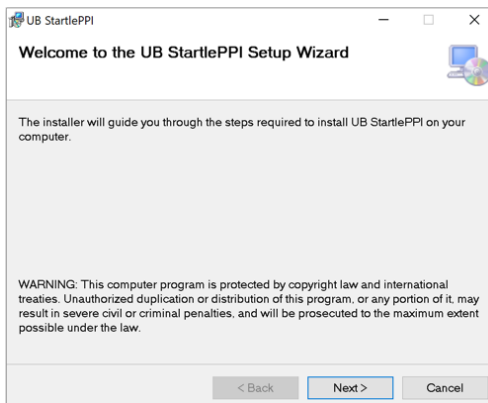 UB StartlePPI
Welcome to the UB StartlePPI Setup Wizard
The installer will guide you through the steps required to install UB StartlePPI on your
computer.
WARNING: This computer program is protected by copyright law and international
treaties. Unauthorized duplication or distribution of this program, or any portion of it, may
result in severe civil or criminal penalties, and will be prosecuted to the maximum extent
possible under the law.
< Back Next > Cancel